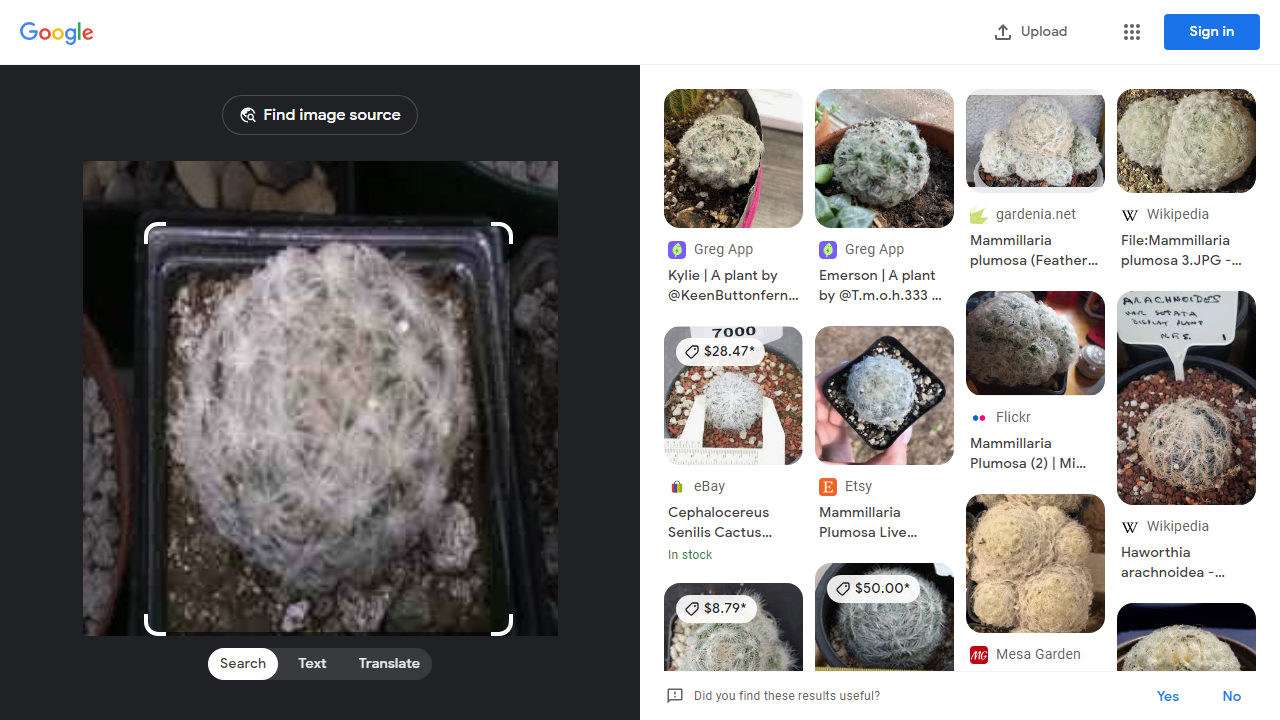 Google
Upload
Sign in
Find image source
Search
Text
Translate
Greg App
Kylie | A plant by
@KeenButtonfern...
Greg App
Emerson | A plant
by @T.m.o.h.333 ...
gardenia.net
Mammillaria
plumosa (Feather...
Wikipedia
File:Mammillaria
plumosa 3.JPG -...
7000
$28.47*
eBay
Cephalocereus
Senilis Cactus...
In stock
Etsy
Mammillaria
Plumosa Live...
Flickr
Mammillaria
Plumosa (2) | Mi...
ARACHNOIDES
VAR SETATA
DISPLAY PLANT
N.F.S. 1
Wikipedia
Haworthia
arachnoidea -...
$8.79*
$50.00*
MG
Mesa Garden
Did you find these results useful?
Yes
No